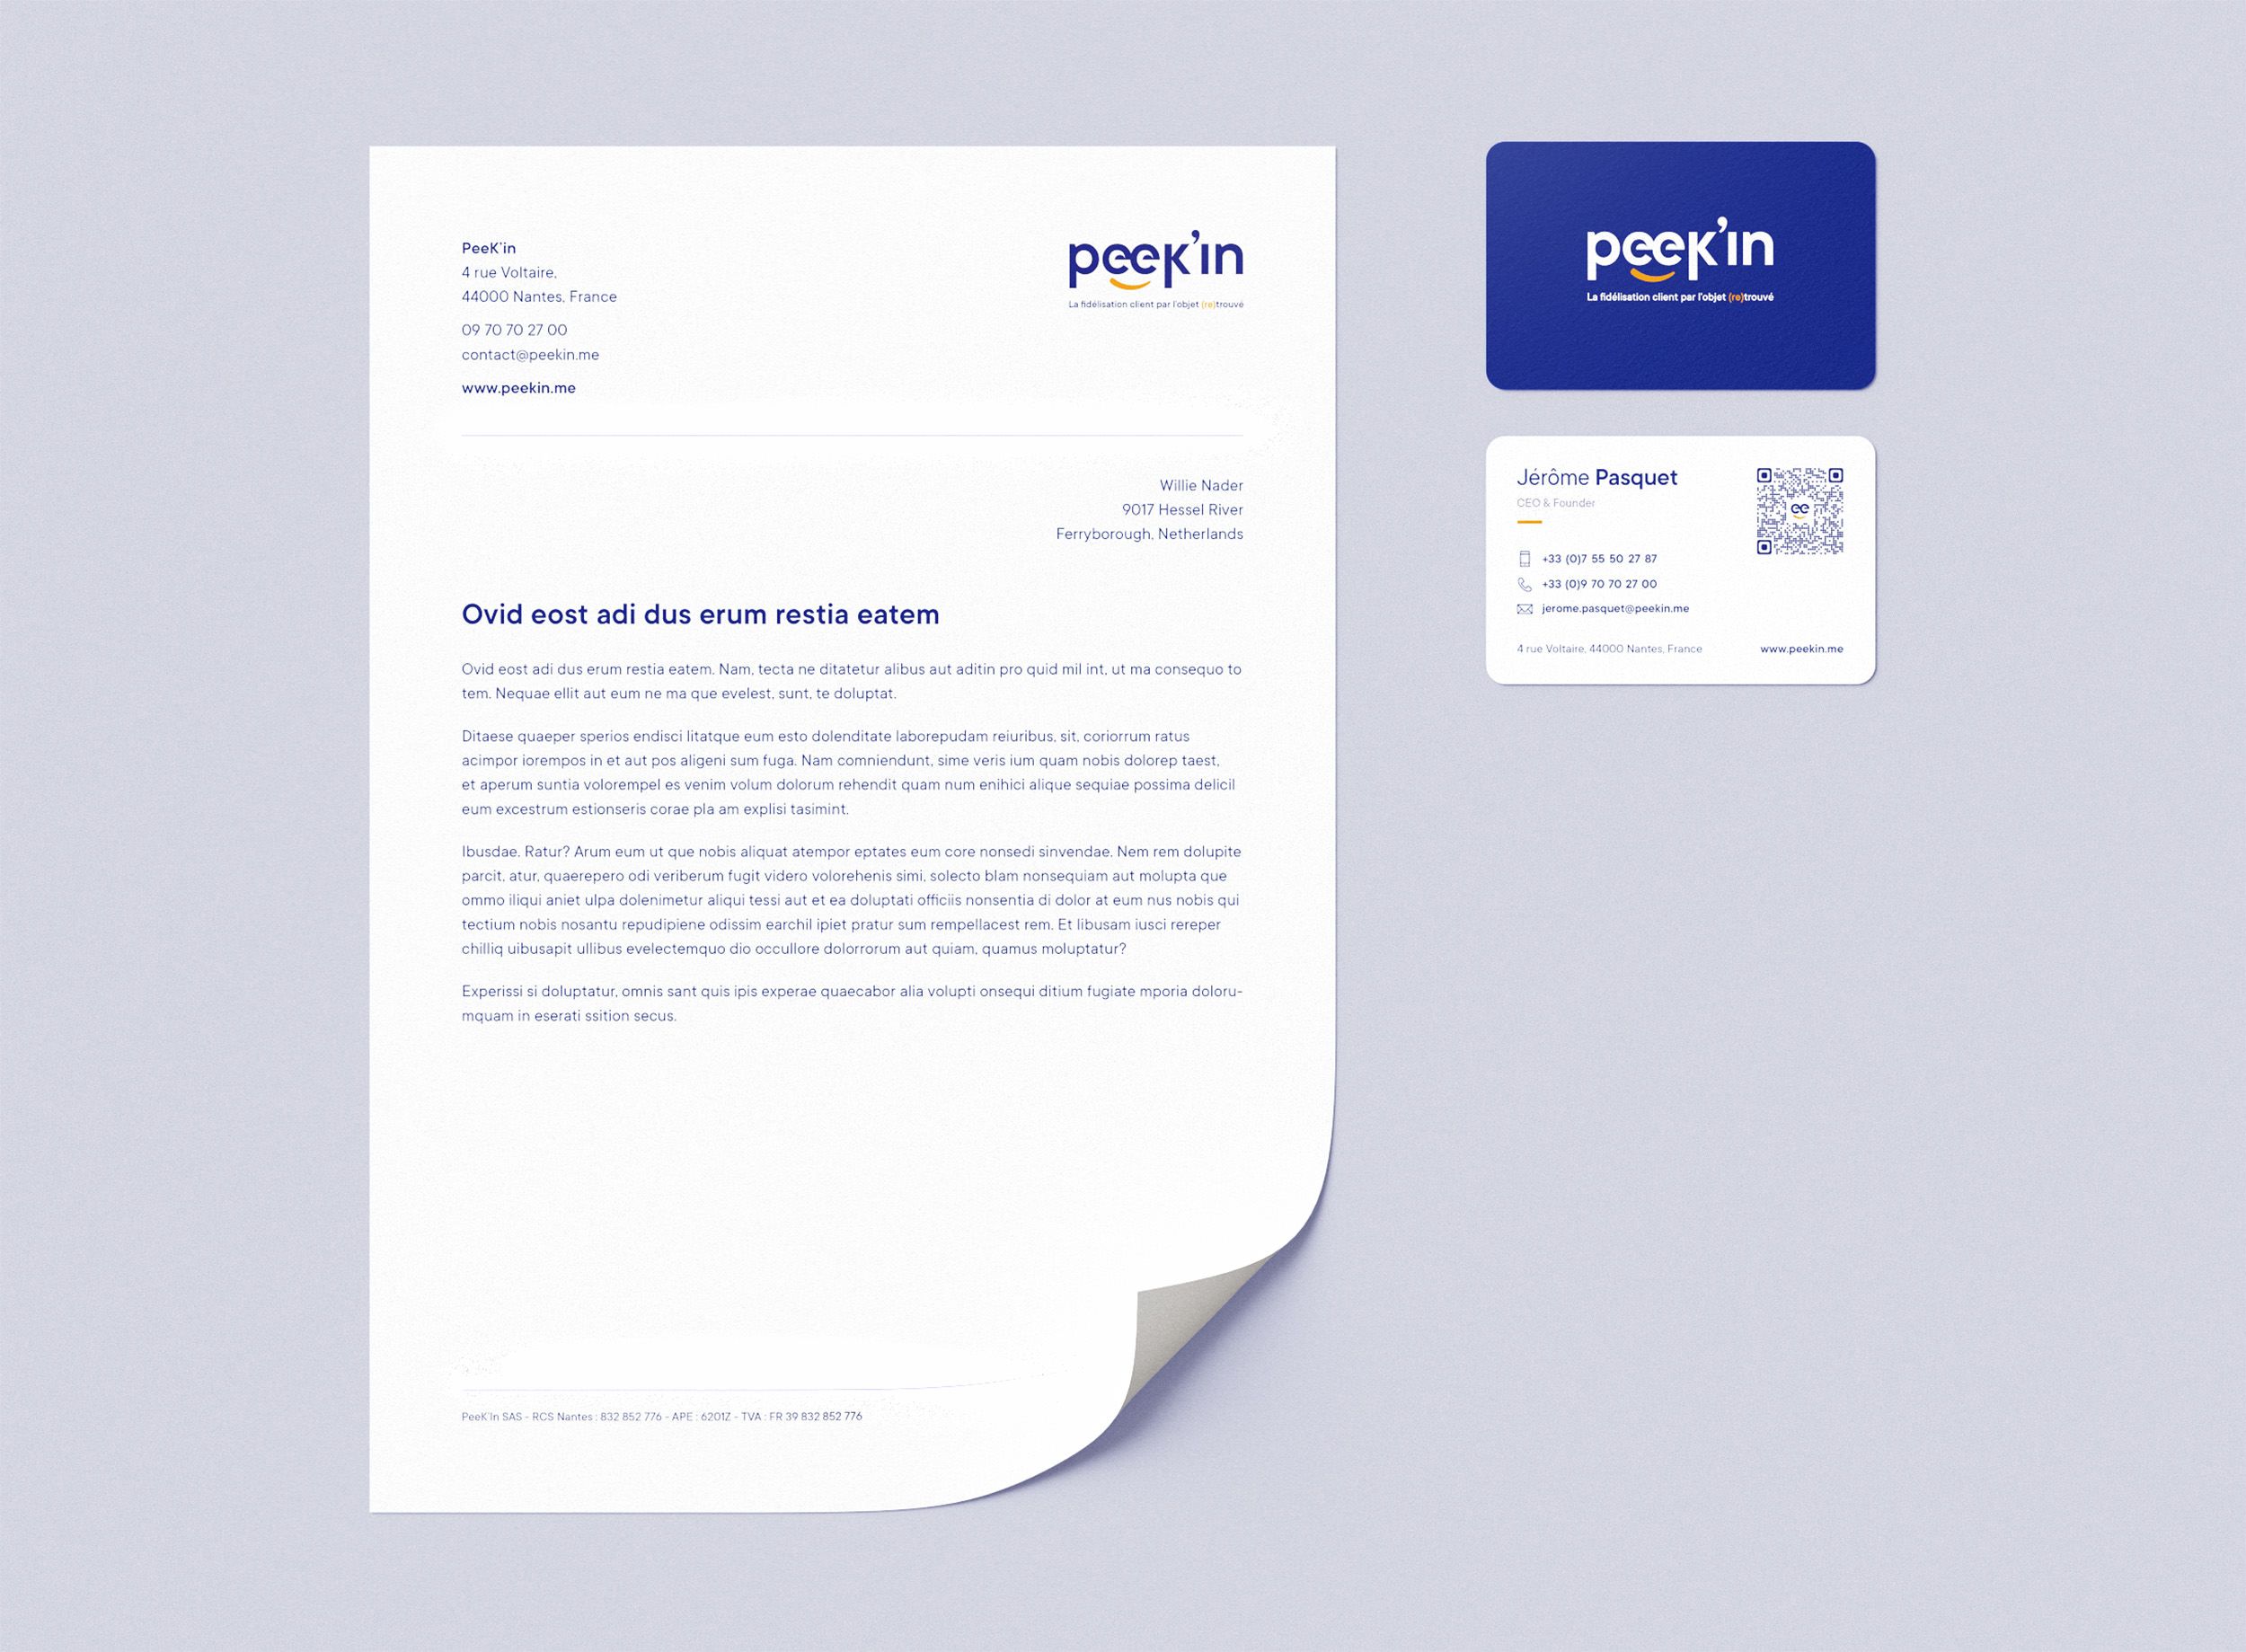 PeeK'in
4 rue Voltaire,
44000 Nantes, France
09 70 70 27 00
contact@peekin.me
www.peekin.me
peek'in
La fidélisation client par l'objet (re)trouvé
Willie Nader
9017 Hessel River
Ferryborough, Netherlands
Ovid eost adi dus erum restia eatem
Ovid eost adi dus erum restia eatem. Nam, tecta ne ditatetur alibus aut aditin pro quid mil int, ut ma consequo to
tem. Nequae ellit aut eum ne ma que evelest, sunt, te doluptat.
Ditaese quaeper sperios endisci litatque eum esto dolenditate laborepudam reiuribus, sit, coriorrum ratus
acimpor iorempos in et aut pos aligeni sum fuga. Nam comniendunt, sime veris ium quam nobis dolorep taest,
et aperum suntia volorempel es venim volum dolorum rehendit quam num enihici alique sequiae possima delicil
eum excestrum estionseris corae pla am explisi tasimint.
Ibusdae. Ratur? Arum eum ut que nobis aliquat atempor eptates eum core nonsedi sinvendae. Nem rem dolupite
parcit, atur, quaerepero odi veriberum fugit videro volorehenis simi, solecto blam nonsequiam aut molupta que
ommo iliqui aniet ulpa dolenimetur aliqui tessi aut et ea doluptati officiis nonsentia di dolor at eum nus nobis qui
tectium nobis nosantu repudipiene odissim earchil ipiet pratur sum rempellacest rem. Et libusam iusci rereper
chilliq uibusapit ullibus evelectemquo dio occullore dolorrorum aut quiam, quamus moluptatur?
Experissi si doluptatur, omnis sant quis ipis experae quaecabor alia volupti onsequi ditium fugiate mporia doloru-
mquam in eserati ssition secus.
PeeK'In SAS - RCS Nantes : 832 852 776 - APE : 6201Z - TVA : FR 39 832 852 776
peek'in
La fidélisation client par l'objet (re)trouvé
Jérôme Pasquet
CEO & Founder
ee
+33 (0)7 55 50 27 87
+33 (0)9 70 70 27 00
jerome.pasquet@peekin.me
4 rue Voltaire, 44000 Nantes, France
www.peekin.me